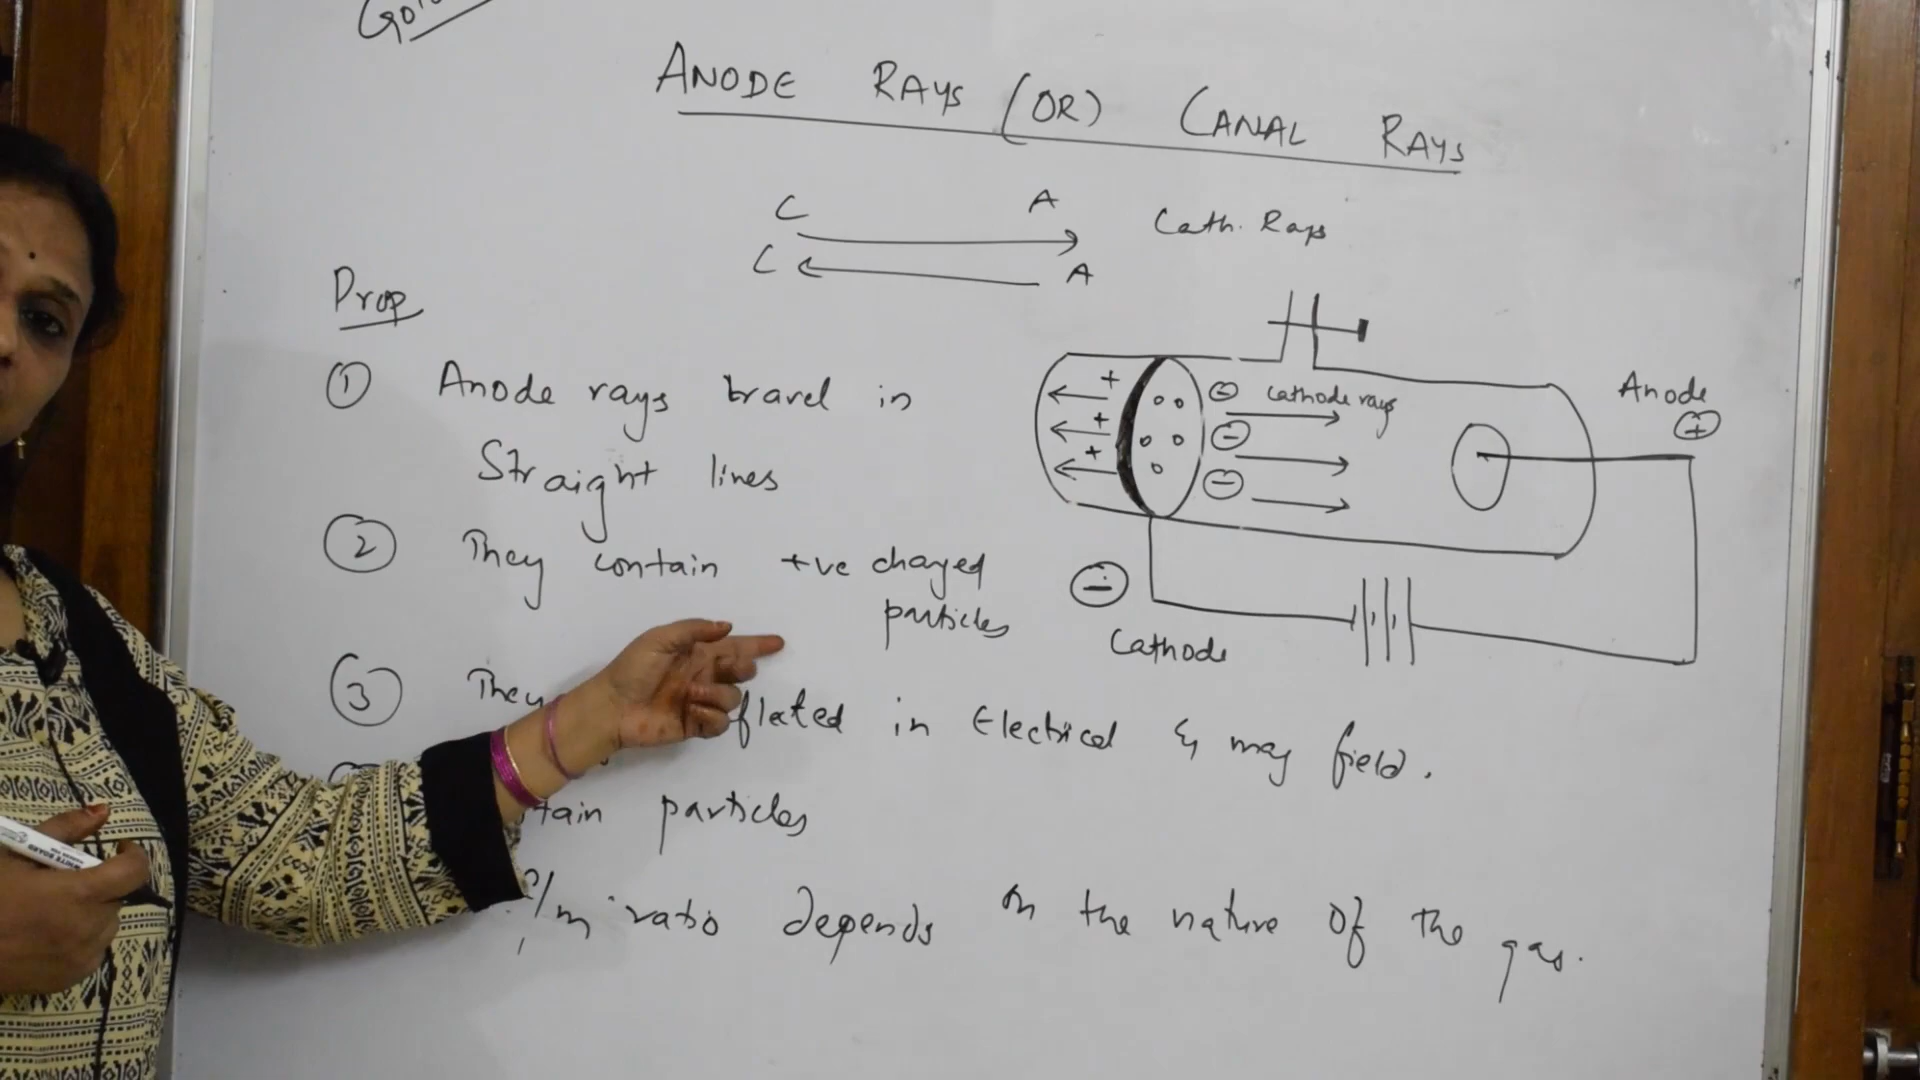 ANODE RAYS (OR) CANAL RAYS
C A Cath. Rays
C A
Prop
① Anode rays travel in
Straight lines
② They contain +ve charged
particles
③ They flected in Electrical & mag field.
tain particles
e/m ratio depends on the nature of the gas.
+ + +
⊖ cathode rays
⊖
⊖
Anode
⊕
⊖
Cathode
WHITE BOARD